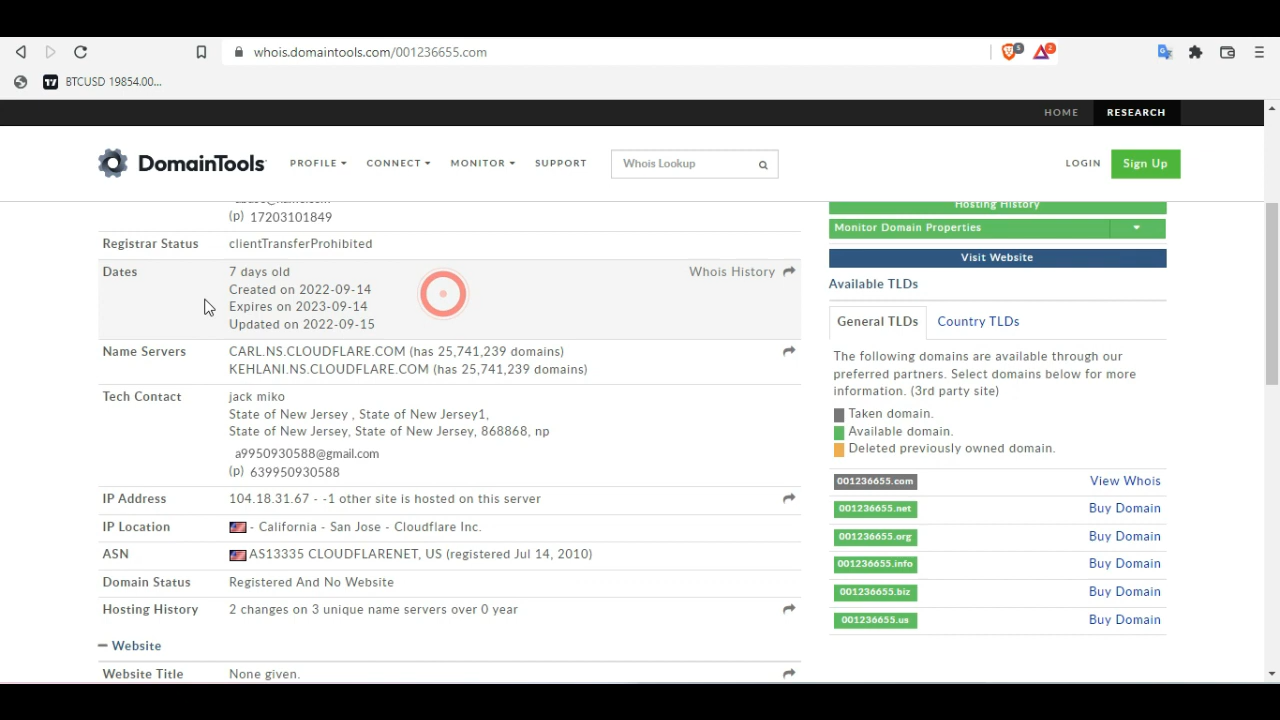 whois.domaintools.com/001236655.com
5
2
BTCUSD 19854.00...
HOME
RESEARCH
DomainTools
PROFILE
CONNECT
MONITOR
SUPPORT
Whois Lookup
LOGIN
Sign Up
(p) 17203101849
Registrar Status
clientTransferProhibited
Dates
7 days old
Created on 2022-09-14
Expires on 2023-09-14
Updated on 2022-09-15
Whois History
Name Servers
CARL.NS.CLOUDFLARE.COM (has 25,741,239 domains)
KEHLANI.NS.CLOUDFLARE.COM (has 25,741,239 domains)
Tech Contact
jack miko
State of New Jersey , State of New Jersey1,
State of New Jersey, State of New Jersey, 868868, np
a9950930588@gmail.com
(p) 639950930588
IP Address
104.18.31.67 - -1 other site is hosted on this server
IP Location
- California - San Jose - Cloudflare Inc.
ASN
AS13335 CLOUDFLARENET, US (registered Jul 14, 2010)
Domain Status
Registered And No Website
Hosting History
2 changes on 3 unique name servers over 0 year
Website
Website Title
None given.
Hosting History
Monitor Domain Properties
Visit Website
Available TLDs
General TLDs
Country TLDs
The following domains are available through our
preferred partners. Select domains below for more
information. (3rd party site)
Taken domain.
Available domain.
Deleted previously owned domain.
001236655.com
View Whois
001236655.net
Buy Domain
001236655.org
Buy Domain
001236655.info
Buy Domain
001236655.biz
Buy Domain
001236655.us
Buy Domain